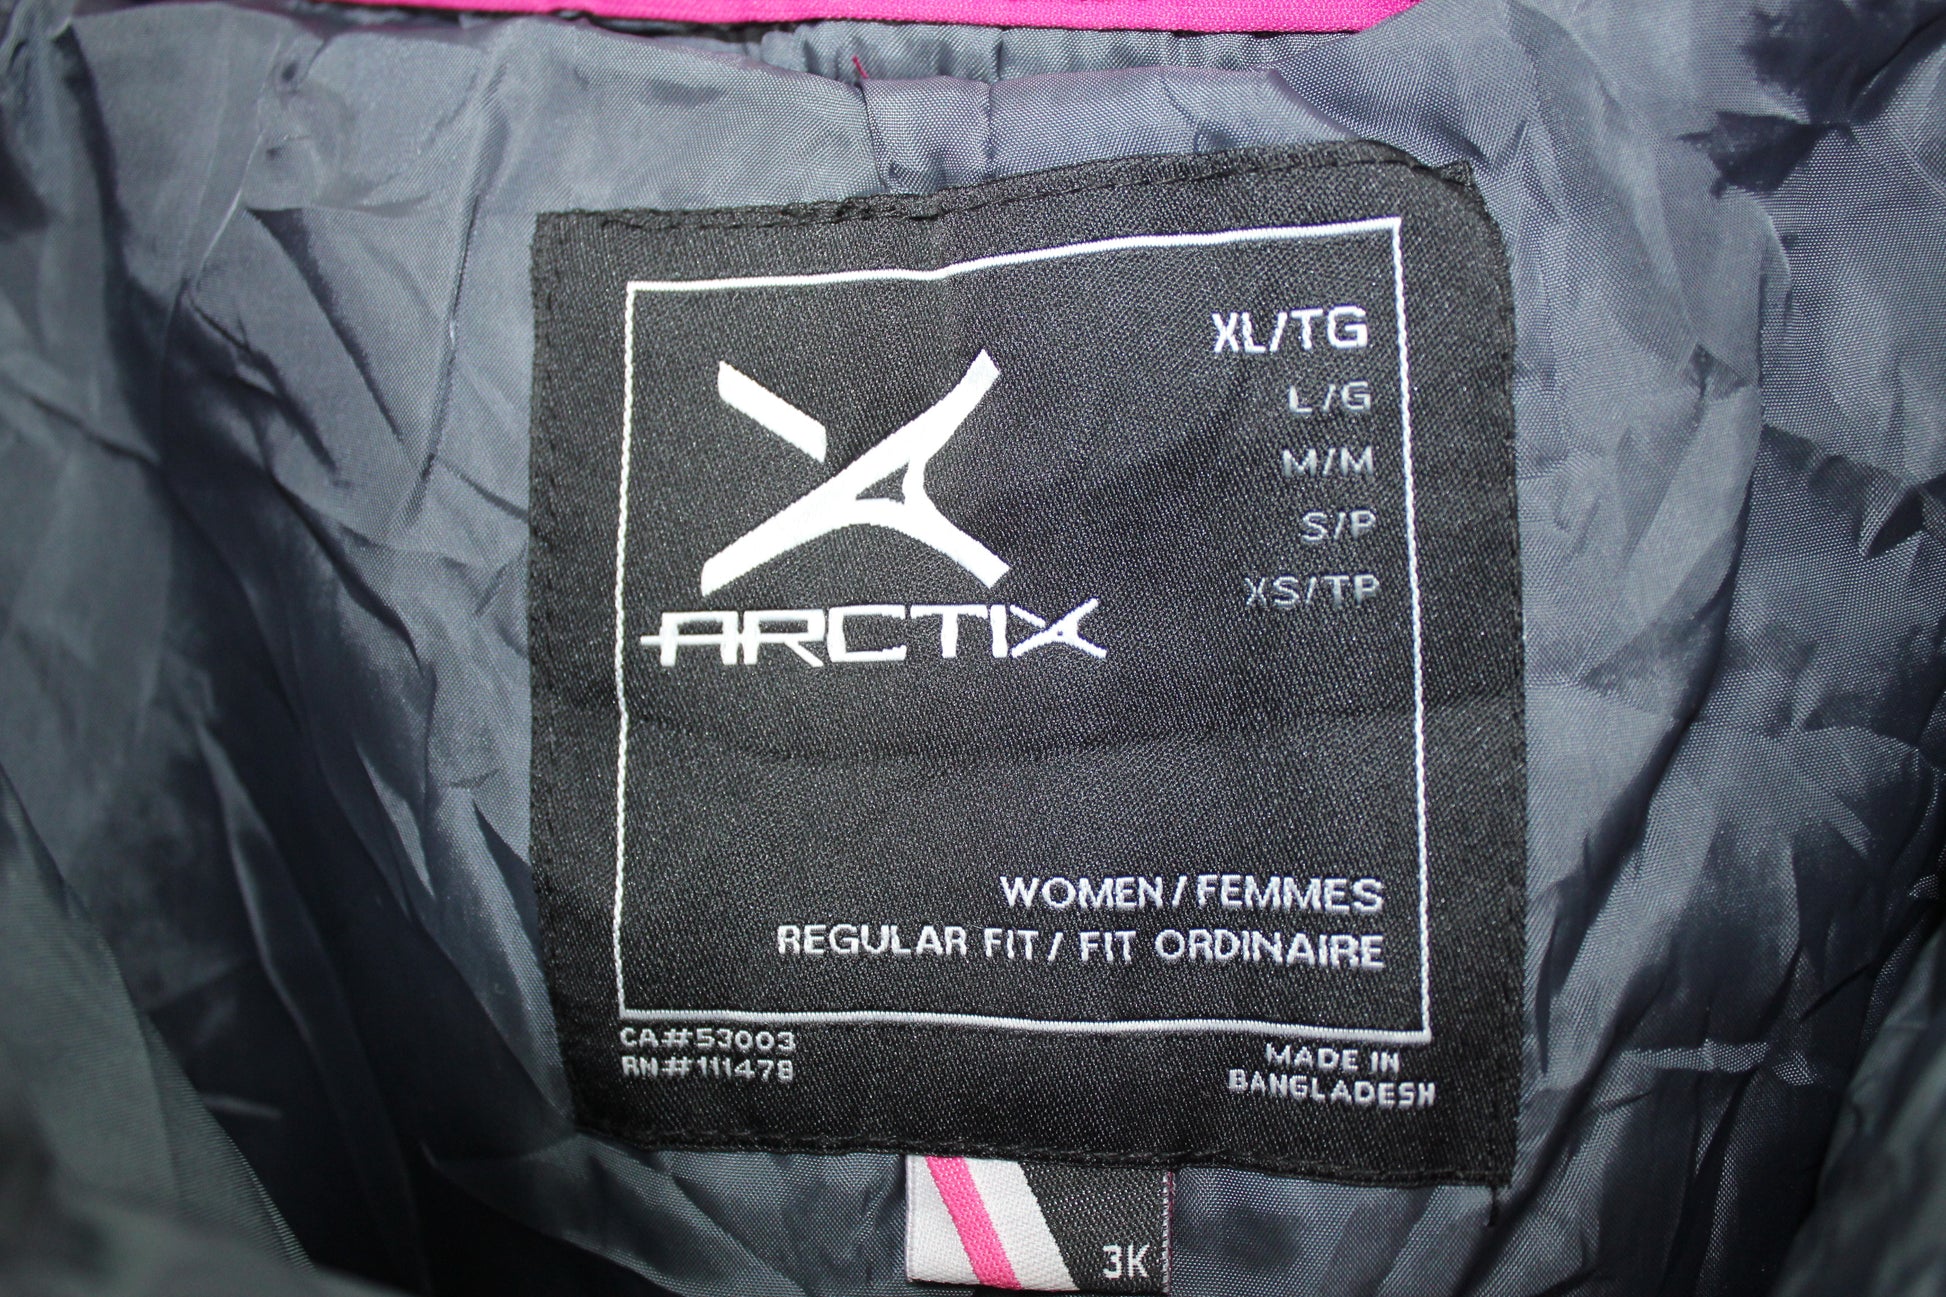 XL/TG
L/G
M/M
S/P
XS/TP
ARCTIX
WOMEN/FEMMES
REGULAR FIT/FIT ORDINAIRE
CA#53003
RN#111478
MADE IN
BANGLADESH
3K